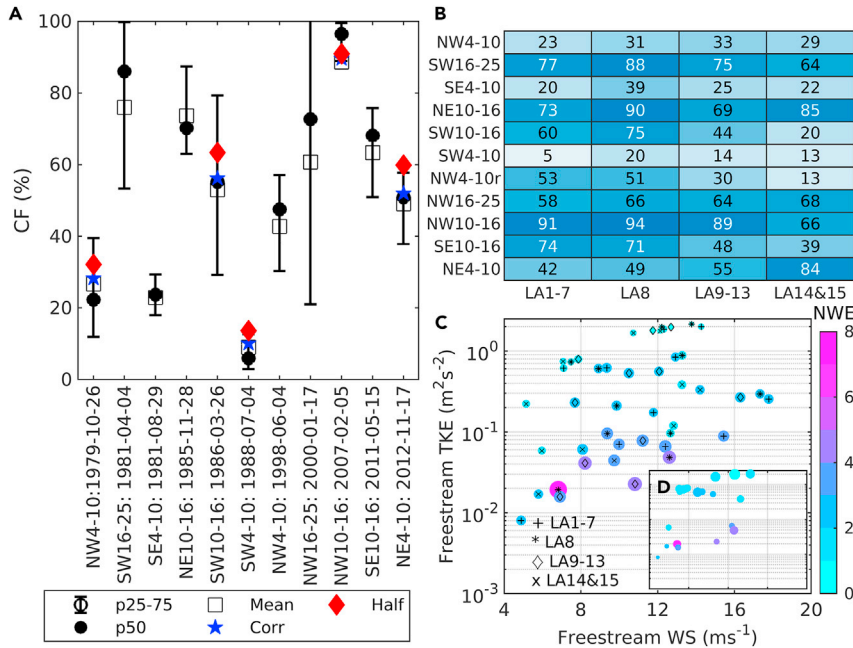 A
CF (%)
100
80
60
40
20
0
NW4-10:1979-10-26
SW16-25: 1981-04-04
SE4-10: 1981-08-29
NE10-16: 1985-11-28
SW10-16: 1986-03-26
SW4-10: 1988-07-04
NW4-10: 1998-06-04
NW16-25: 2000-01-17
NW10-16: 2007-02-05
SE10-16: 2011-05-15
NE4-10: 2012-11-17
p25-75 Mean Half
p50 Corr
B
NW4-10 23 31 33 29
SW16-25 77 88 75 64
SE4-10 20 39 25 22
NE10-16 73 90 69 85
SW10-16 60 75 44 20
SW4-10 5 20 14 13
NW4-10r 53 51 30 13
NW16-25 58 66 64 68
NW10-16 91 94 89 66
SE10-16 74 71 48 39
NE4-10 42 49 55 84
LA1-7 LA8 LA9-13 LA14&15
C
Freestream TKE (m²s⁻²)
10⁰
10⁻¹
10⁻²
10⁻³
+ LA1-7
* LA8
◇ LA9-13
x LA14&15
D
4 8 12 16 20
Freestream WS (ms⁻¹)
NWE
8
6
4
2
0